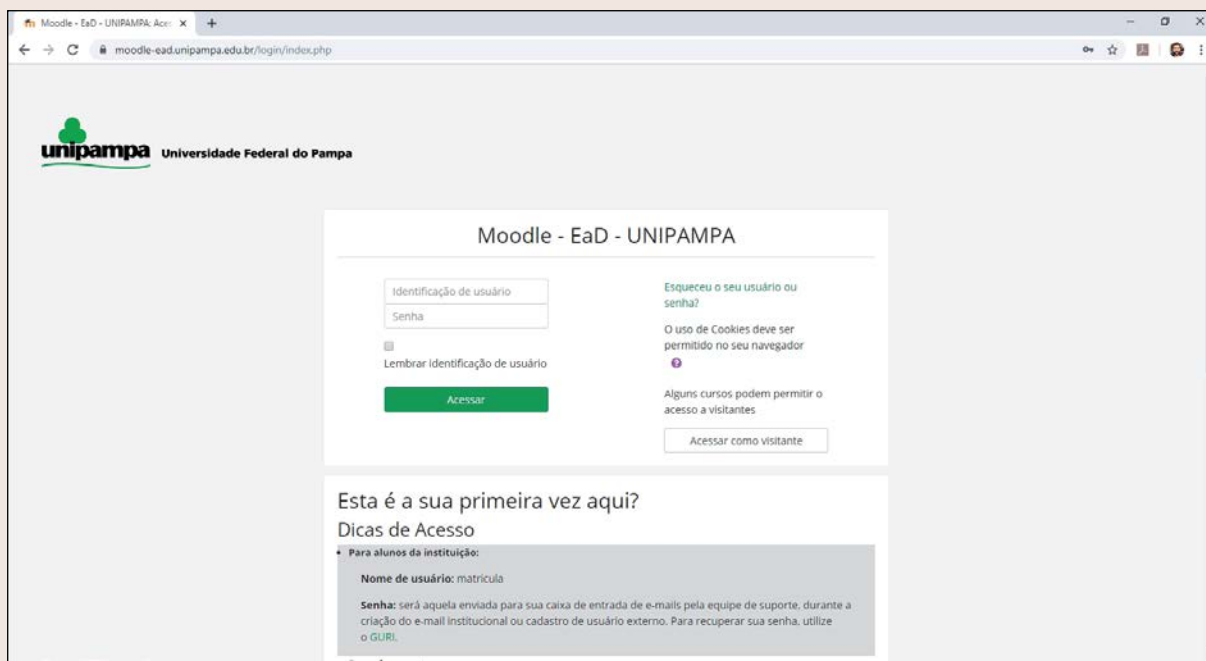 Moodle - EaD - UNIPAMPA: Aces
moodle-ead.unipampa.edu.br/login/index.php
unipampa Universidade Federal do Pampa
Moodle - EaD - UNIPAMPA
Identificação de usuário
Senha
Lembrar identificação de usuário
Acessar
Esqueceu o seu usuário ou
senha?
O uso de Cookies deve ser
permitido no seu navegador
Alguns cursos podem permitir o
acesso a visitantes
Acessar como visitante
Esta é a sua primeira vez aqui?
Dicas de Acesso
• Para alunos da instituição:
Nome de usuário: matricula
Senha: será aquela enviada para sua caixa de entrada de e-mails pela equipe de suporte, durante a
criação do e-mail institucional ou cadastro de usuário externo. Para recuperar sua senha, utilize
o GURI.